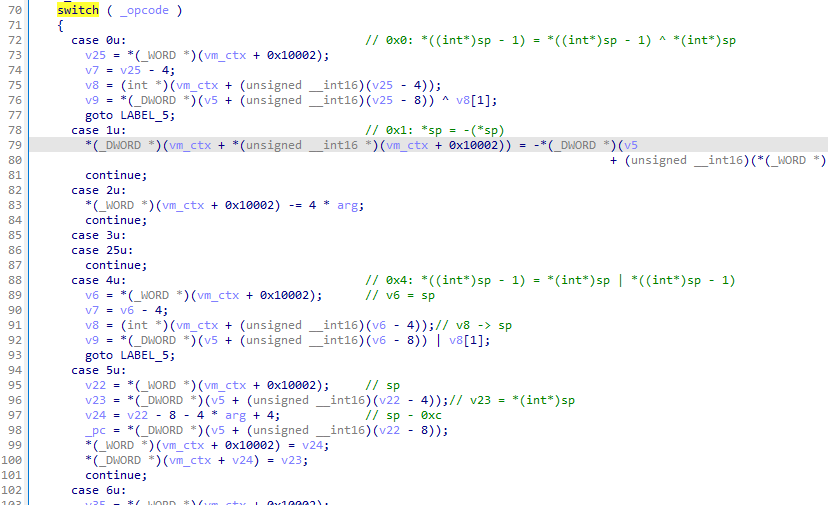 70 switch ( _opcode )
71 {
72 case 0u: // 0x0: *((int*)sp - 1) = *((int*)sp - 1) ^ *(int*)sp
73 v25 = *(_WORD *)(vm_ctx + 0x10002);
74 v7 = v25 - 4;
75 v8 = (int *)(vm_ctx + (unsigned __int16)(v25 - 4));
76 v9 = *(_DWORD *)(v5 + (unsigned __int16)(v25 - 8)) ^ v8[1];
77 goto LABEL_5;
78 case 1u: // 0x1: *sp = -(*sp)
79 *(_DWORD *)(vm_ctx + *(unsigned __int16 *)(vm_ctx + 0x10002)) = -*(_DWORD *)(v5
80 + (unsigned __int16)(*(_WORD *)
81 continue;
82 case 2u:
83 *(_WORD *)(vm_ctx + 0x10002) -= 4 * arg;
84 continue;
85 case 3u:
86 case 25u:
87 continue;
88 case 4u: // 0x4: *((int*)sp - 1) = *(int*)sp | *((int*)sp - 1)
89 v6 = *(_WORD *)(vm_ctx + 0x10002); // v6 = sp
90 v7 = v6 - 4;
91 v8 = (int *)(vm_ctx + (unsigned __int16)(v6 - 4));// v8 -> sp
92 v9 = *(_DWORD *)(v5 + (unsigned __int16)(v6 - 8)) | v8[1];
93 goto LABEL_5;
94 case 5u:
95 v22 = *(_WORD *)(vm_ctx + 0x10002); // sp
96 v23 = *(_DWORD *)(v5 + (unsigned __int16)(v22 - 4));// v23 = *(int*)sp
97 v24 = v22 - 8 - 4 * arg + 4; // sp - 0xc
98 _pc = *(_DWORD *)(v5 + (unsigned __int16)(v22 - 8));
99 *(_WORD *)(vm_ctx + 0x10002) = v24;
100 *(_DWORD *)(vm_ctx + v24) = v23;
101 continue;
102 case 6u: